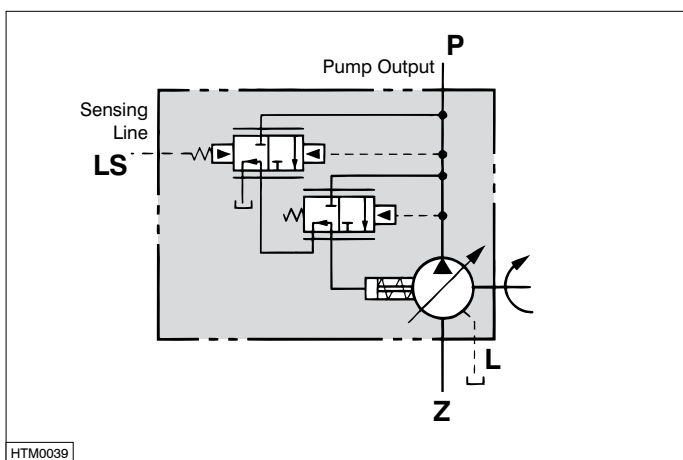 P
Pump Output
Sensing
Line
LS
L
Z
HTM0039